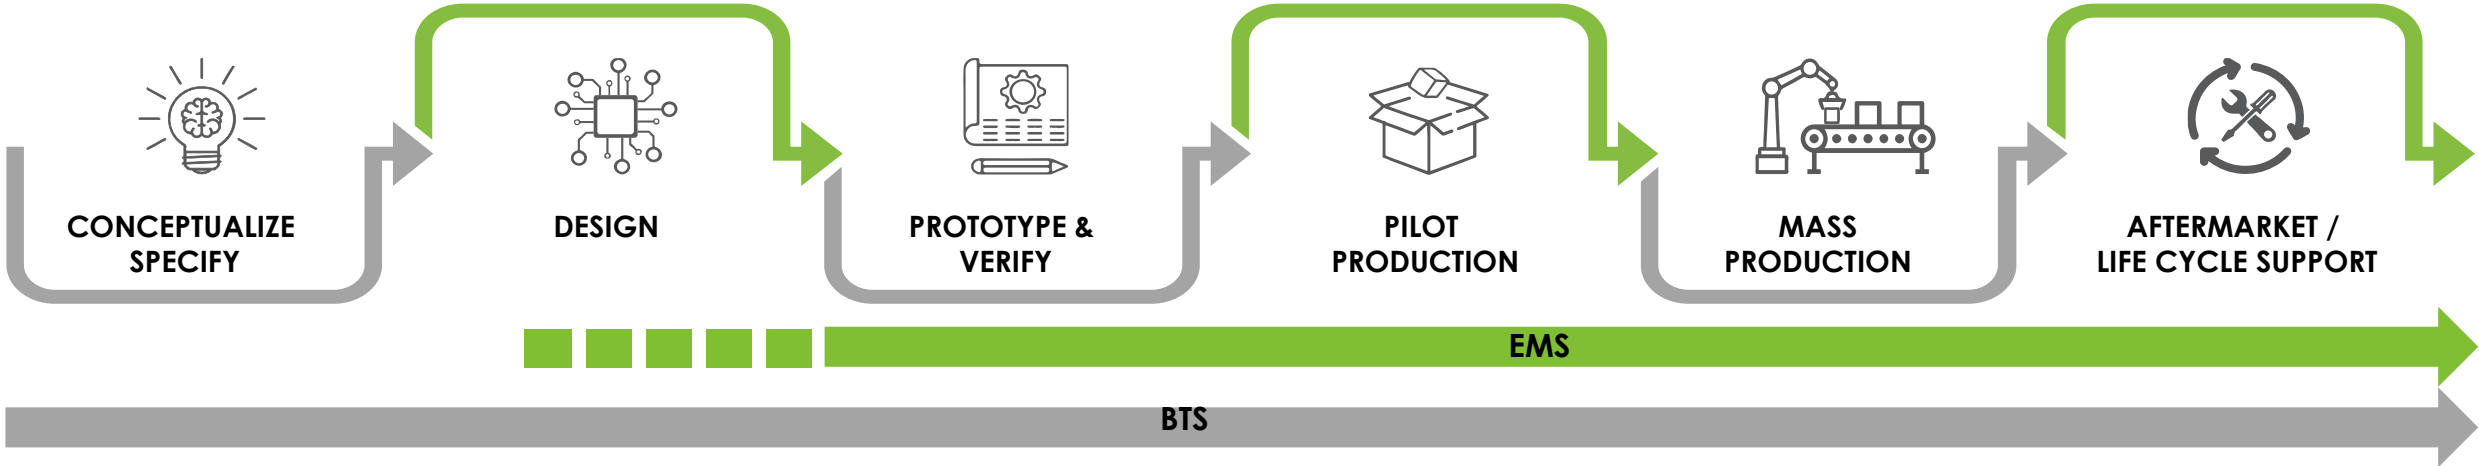 CONCEPTUALIZE
SPECIFY
DESIGN
PROTOTYPE &
VERIFY
PILOT
PRODUCTION
MASS
PRODUCTION
AFTERMARKET /
LIFE CYCLE SUPPORT
EMS
BTS